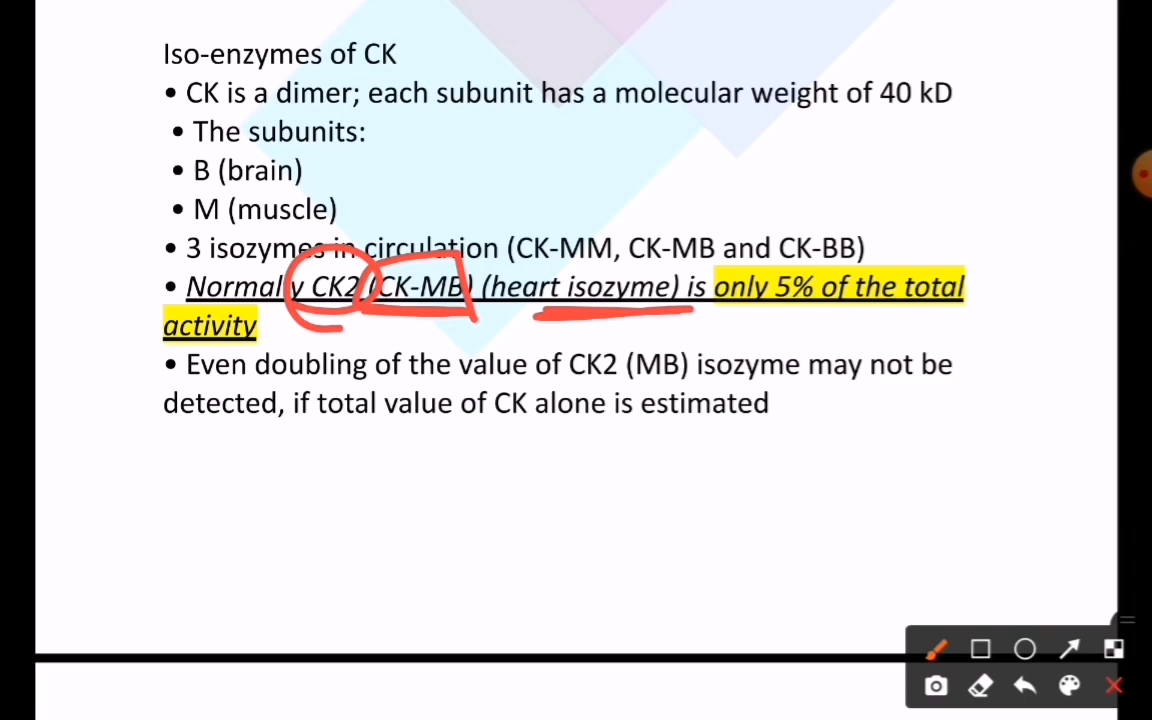 Iso-enzymes of CK
• CK is a dimer; each subunit has a molecular weight of 40 kD
• The subunits:
• B (brain)
• M (muscle)
• 3 isozymes in circulation (CK-MM, CK-MB and CK-BB)
• Normally CK2 (CK-MB) (heart isozyme) is only 5% of the total
activity
• Even doubling of the value of CK2 (MB) isozyme may not be
detected, if total value of CK alone is estimated